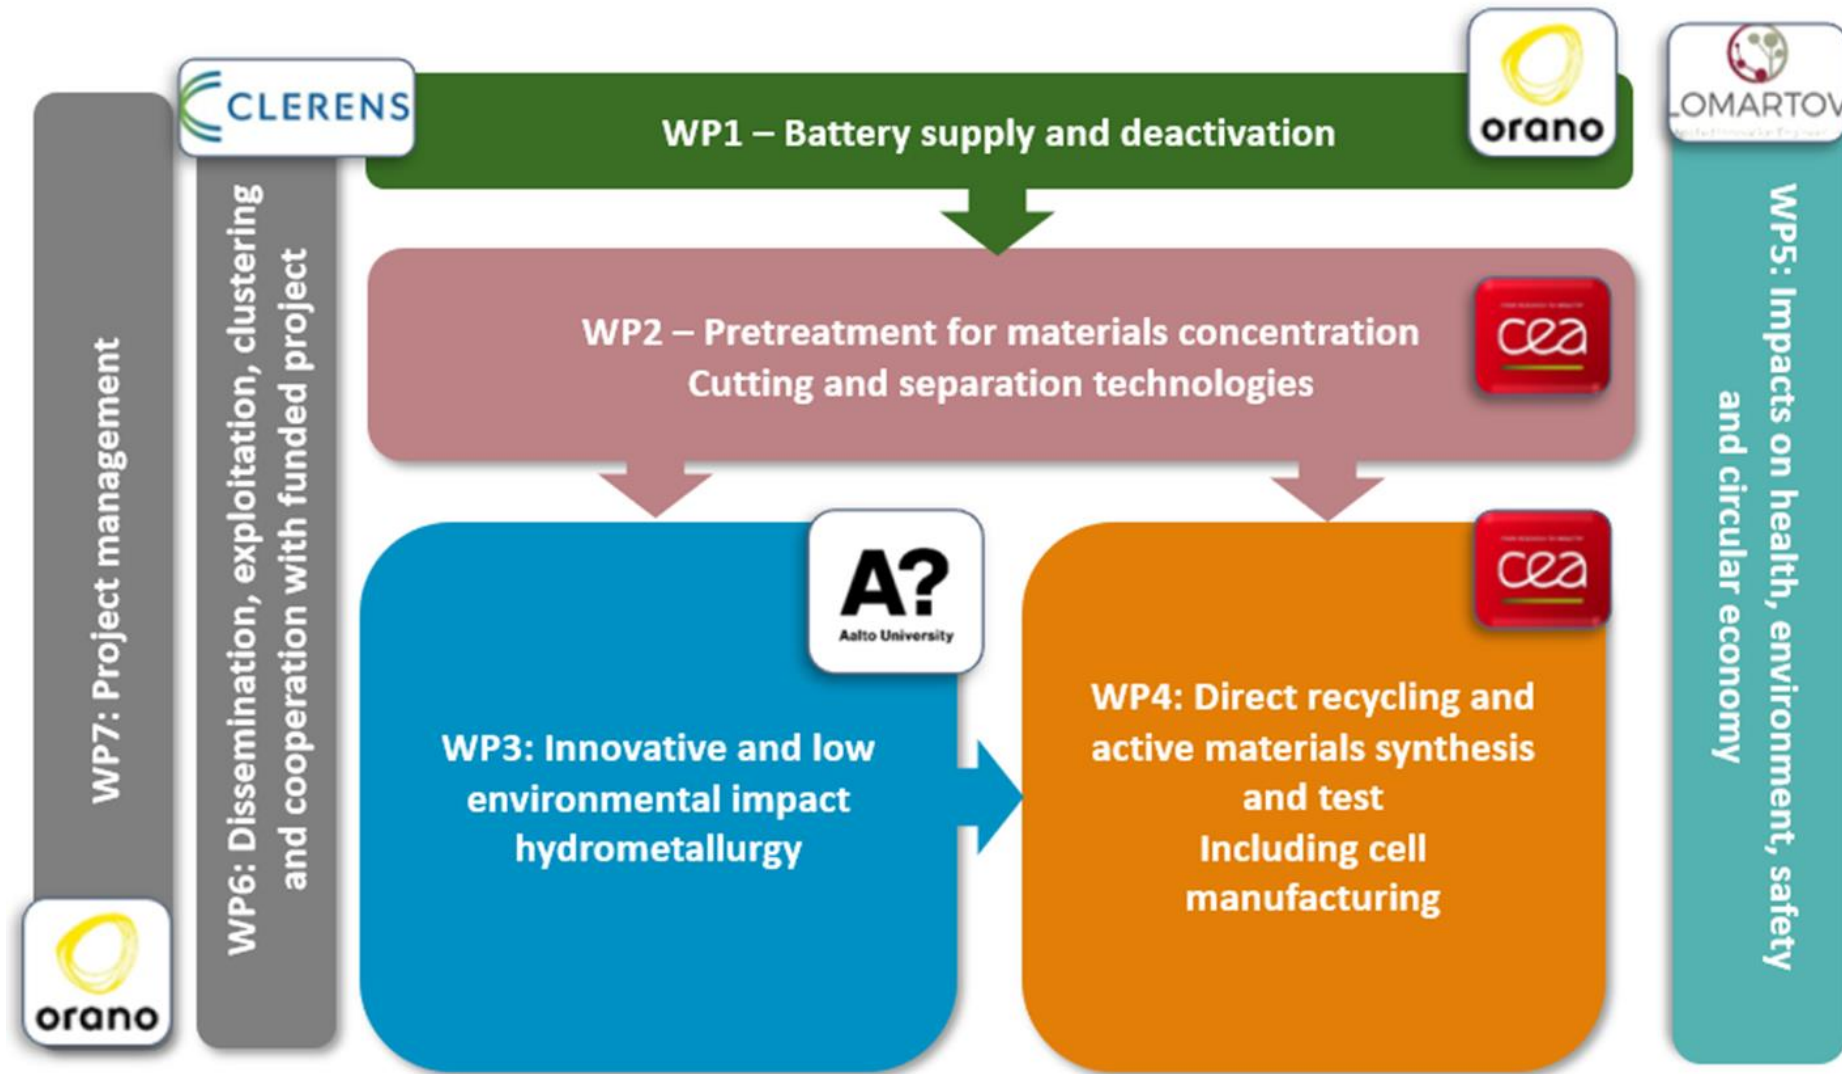 CLERENS
orano
LOMARTOV
WP1 – Battery supply and deactivation
WP2 – Pretreatment for materials concentration
Cutting and separation technologies
cea
WP7: Project management
orano
WP6: Dissemination, exploitation, clustering
and cooperation with funded project
A?
Aalto University
WP3: Innovative and low
environmental impact
hydrometallurgy
cea
WP4: Direct recycling and
active materials synthesis
and test
Including cell
manufacturing
WP5: Impacts on health, environment, safety
and circular economy